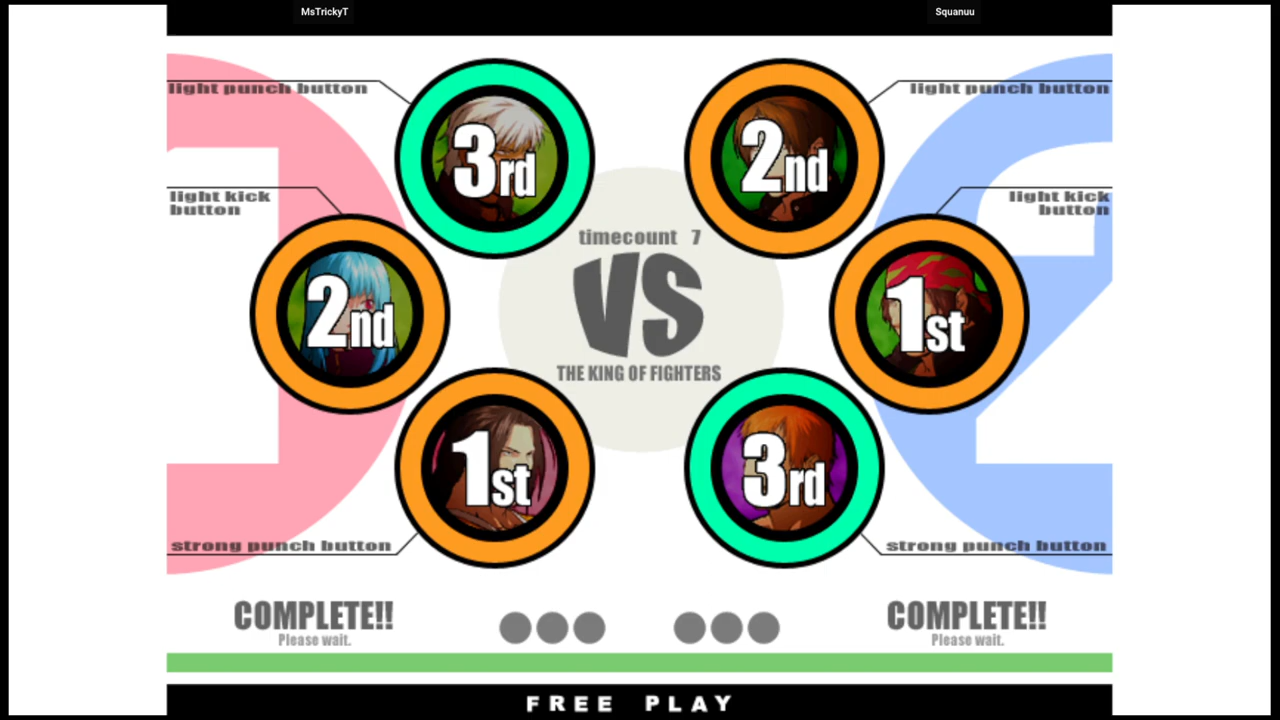 MsTrickyT
Squanuu
light punch button
3rd
2nd
light punch button
light kick
button
light kick
button
timecount 7
VS
THE KING OF FIGHTERS
2nd
1st
1st
3rd
strong punch button
strong punch button
COMPLETE!!
Please wait.
COMPLETE!!
Please wait.
FREE PLAY